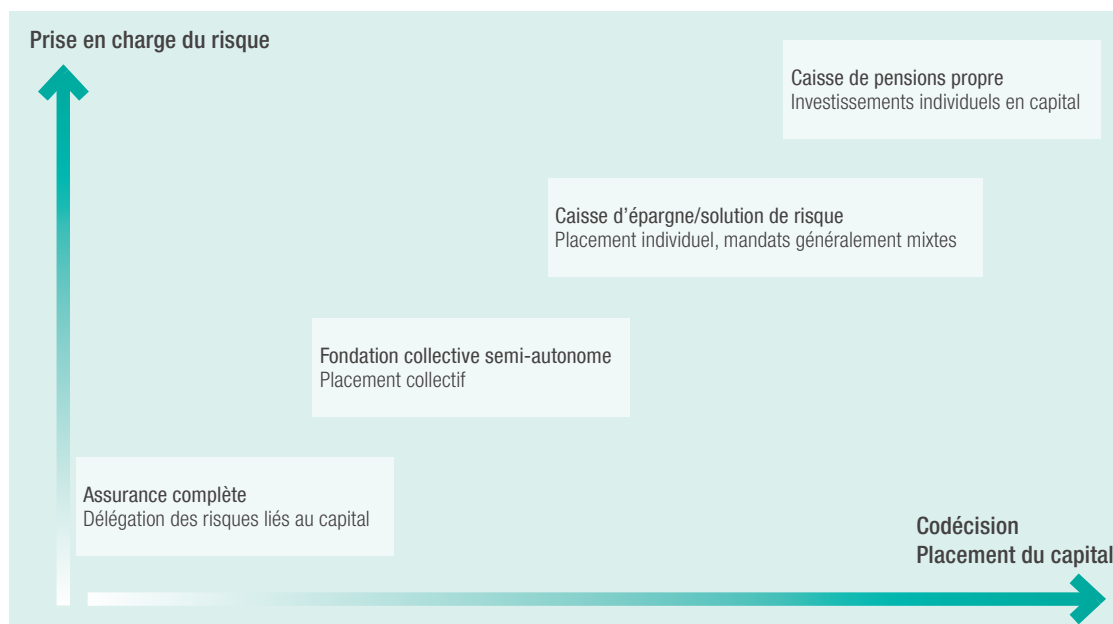 Prise en charge du risque
Caisse de pensions propre
Investissements individuels en capital
Caisse d'épargne/solution de risque
Placement individuel, mandats généralement mixtes
Fondation collective semi-autonome
Placement collectif
Assurance complète
Délégation des risques liés au capital
Codécision
Placement du capital